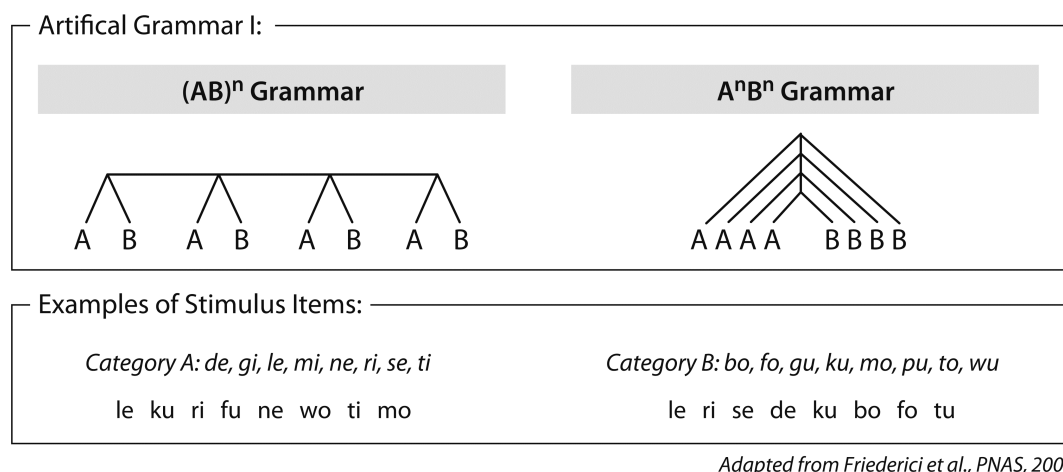 Artifical Grammar I:
(AB)ⁿ Grammar
AⁿBⁿ Grammar
A B A B A B A B
A A A A B B B B
Examples of Stimulus Items:
Category A: de, gi, le, mi, ne, ri, se, ti
Category B: bo, fo, gu, ku, mo, pu, to, wu
le ku ri fu ne wo ti mo
le ri se de ku bo fo tu
Adapted from Friederici et al., PNAS, 200